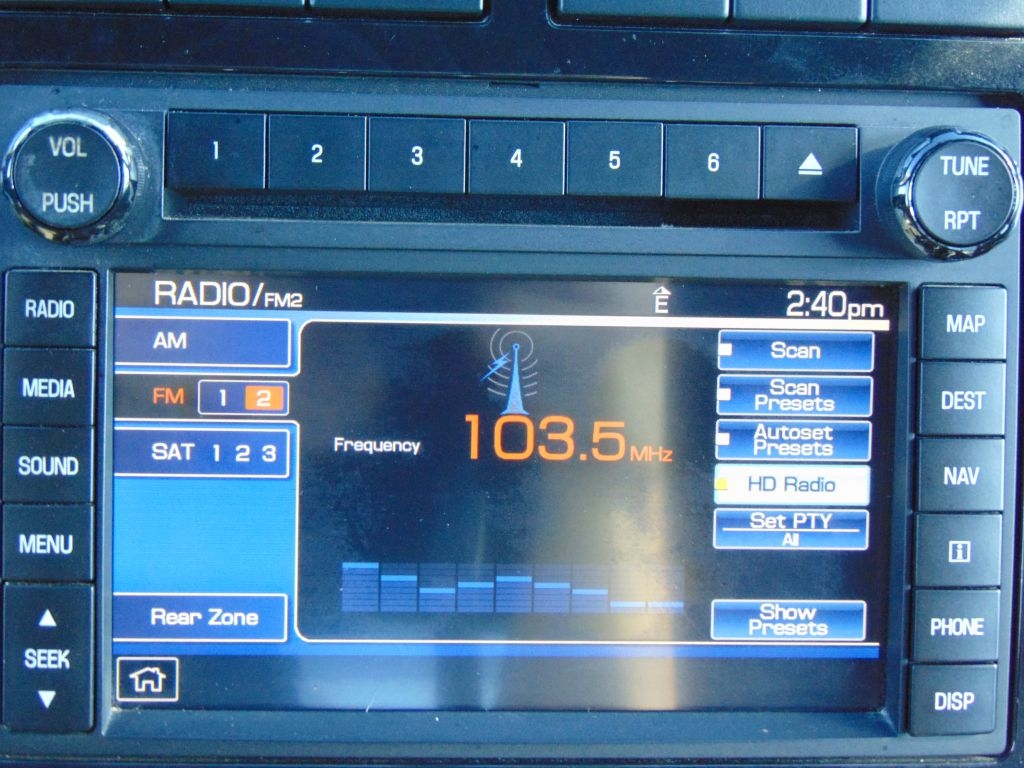 VOL
PUSH
1 2 3 4 5 6
TUNE
RPT
RADIO
MEDIA
SOUND
MENU
SEEK
RADIO/FM2
E
2:40pm
AM
FM 1 2
SAT 1 2 3
Rear Zone
Frequency 103.5 MHz
Scan
Scan
Presets
Autoset
Presets
HD Radio
Set PTY
All
Show
Presets
MAP
DEST
NAV
i
PHONE
DISP